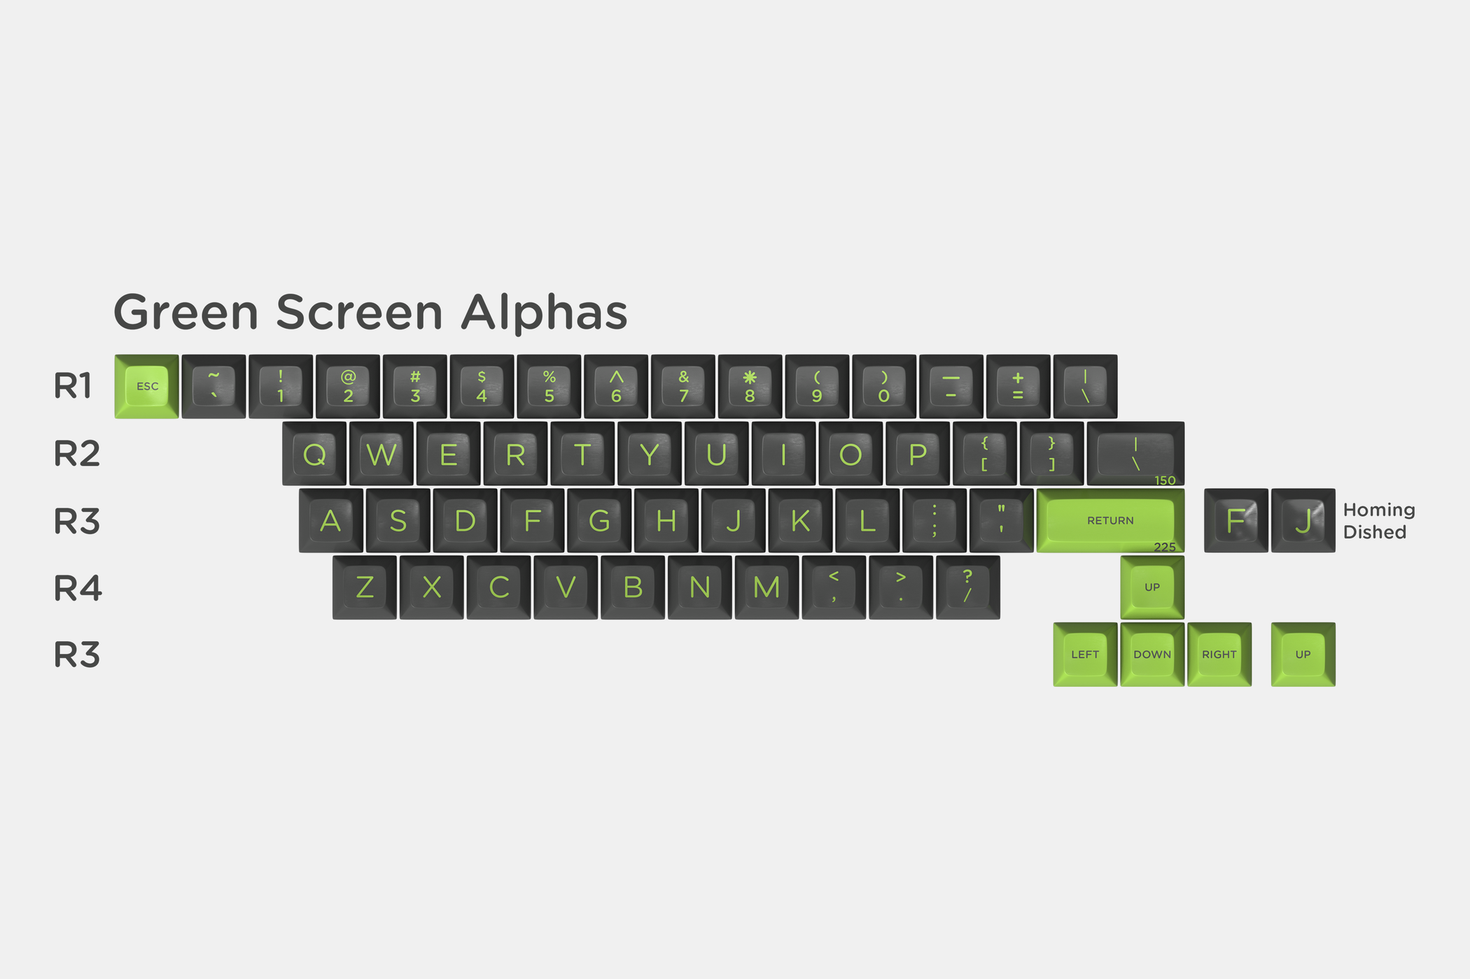 Green Screen Alphas
R1 ESC ~ ` ! 1 @ 2 # 3 $ 4 % 5 ^ 6 & 7 * 8 ( 9 ) 0 — - + = | \
R2 Q W E R T Y U I O P { [ } ] | \ 150
R3 A S D F G H J K L : ; " ' RETURN 225 F J Homing
Dished
R4 Z X C V B N M < , > . ? / UP
R3 LEFT DOWN RIGHT UP